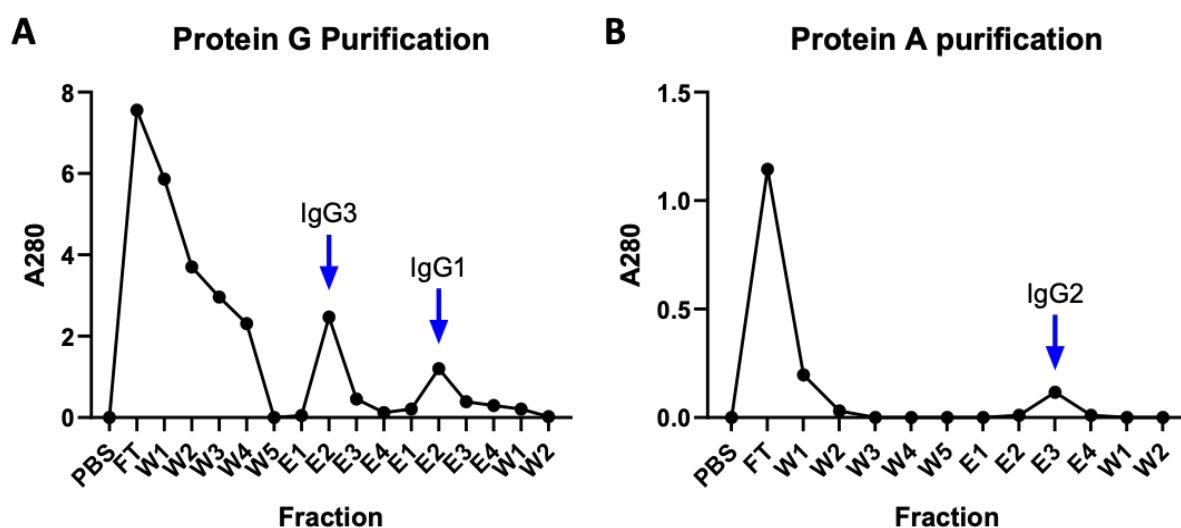 A
Protein G Purification
A280
8
6
4
2
0
IgG3
IgG1
PBS FT W1 W2 W3 W4 W5 E1 E2 E3 E4 E1 E2 E3 E4 W1 W2
Fraction
B
Protein A purification
A280
1.5
1.0
0.5
0.0
IgG2
PBS FT W1 W2 W3 W4 W5 E1 E2 E3 E4 W1 W2
Fraction